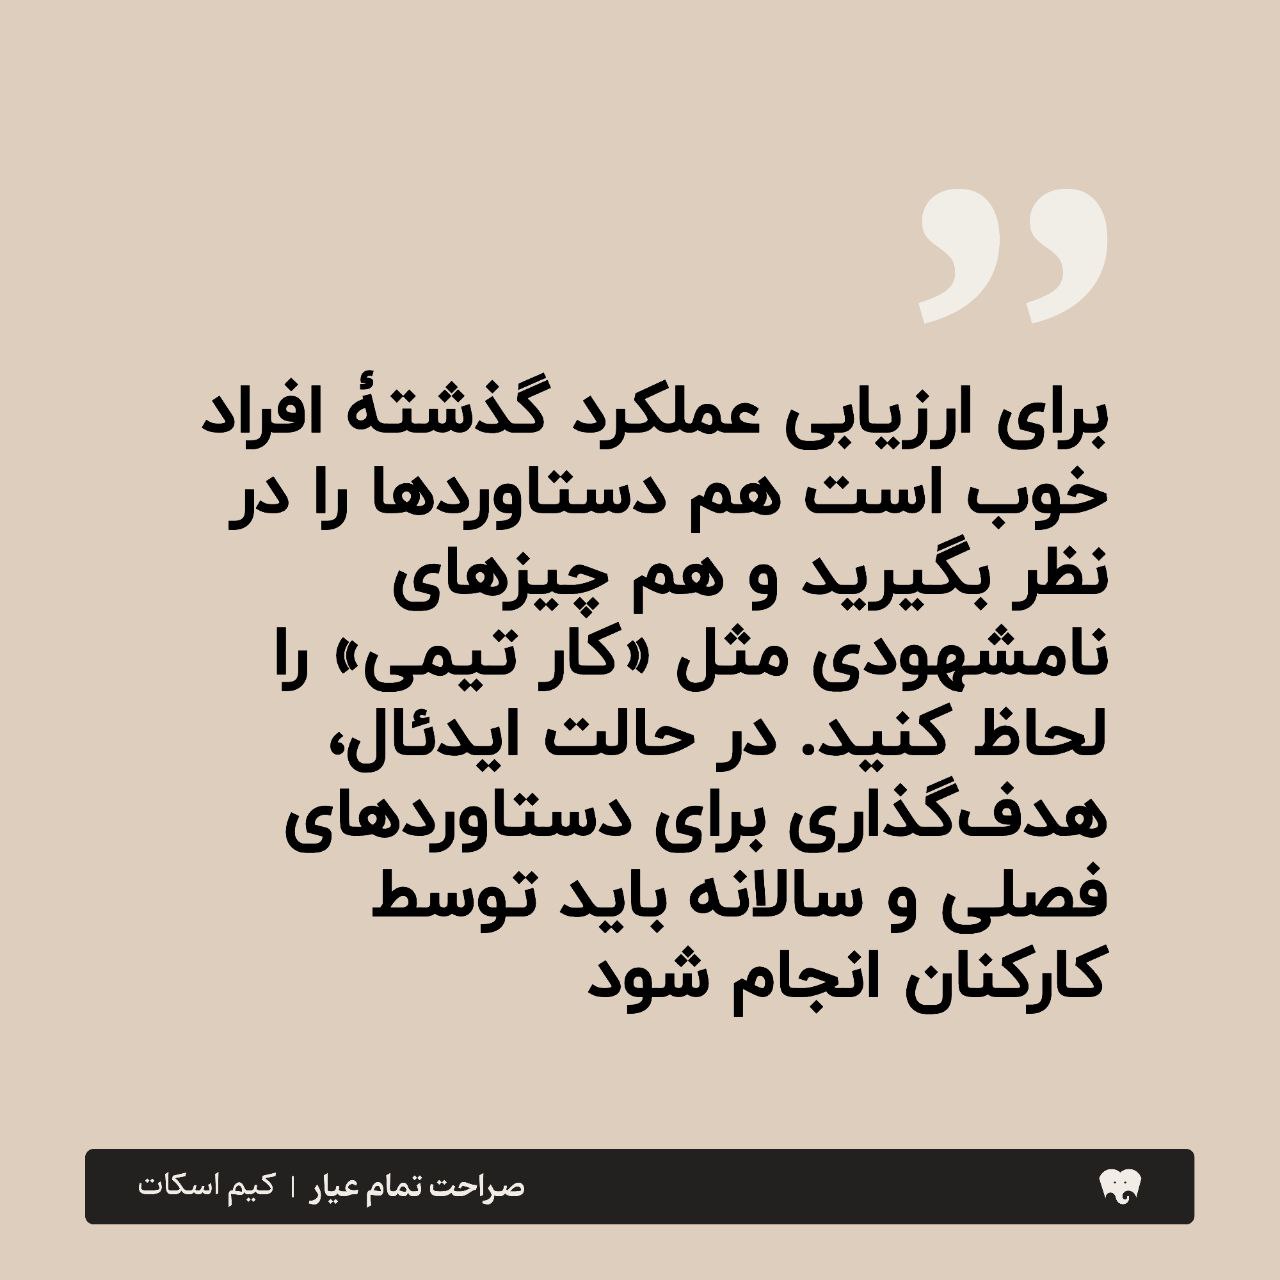 برای ارزیابی عملکرد گذشتهٔ افراد
خوب است هم دستاوردها را در
نظر بگیرید و هم چیزهای
نامشهودی مثل «کار تیمی» را
لحاظ کنید. در حالت ایدئال،
هدف‌گذاری برای دستاوردهای
فصلی و سالانه باید توسط
کارکنان انجام شود
صراحت تمام عیار | کیم اسکات